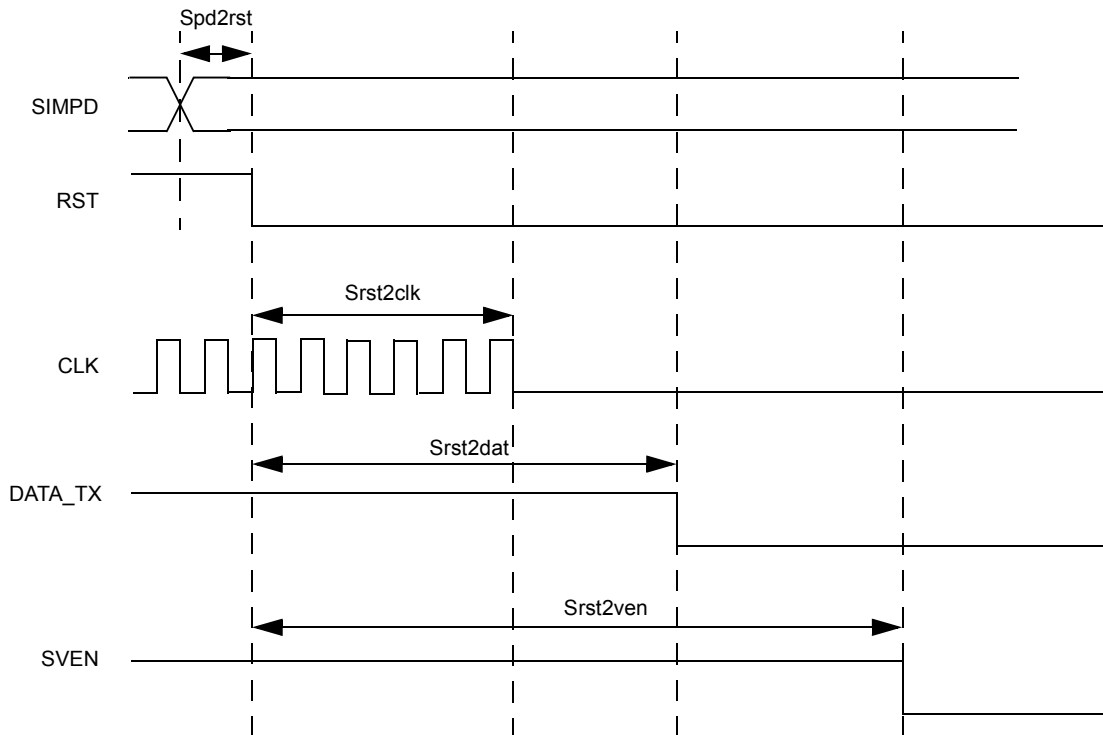 Spd2rst
SIMPD
RST
Srst2clk
CLK
Srst2dat
DATA_TX
Srst2ven
SVEN